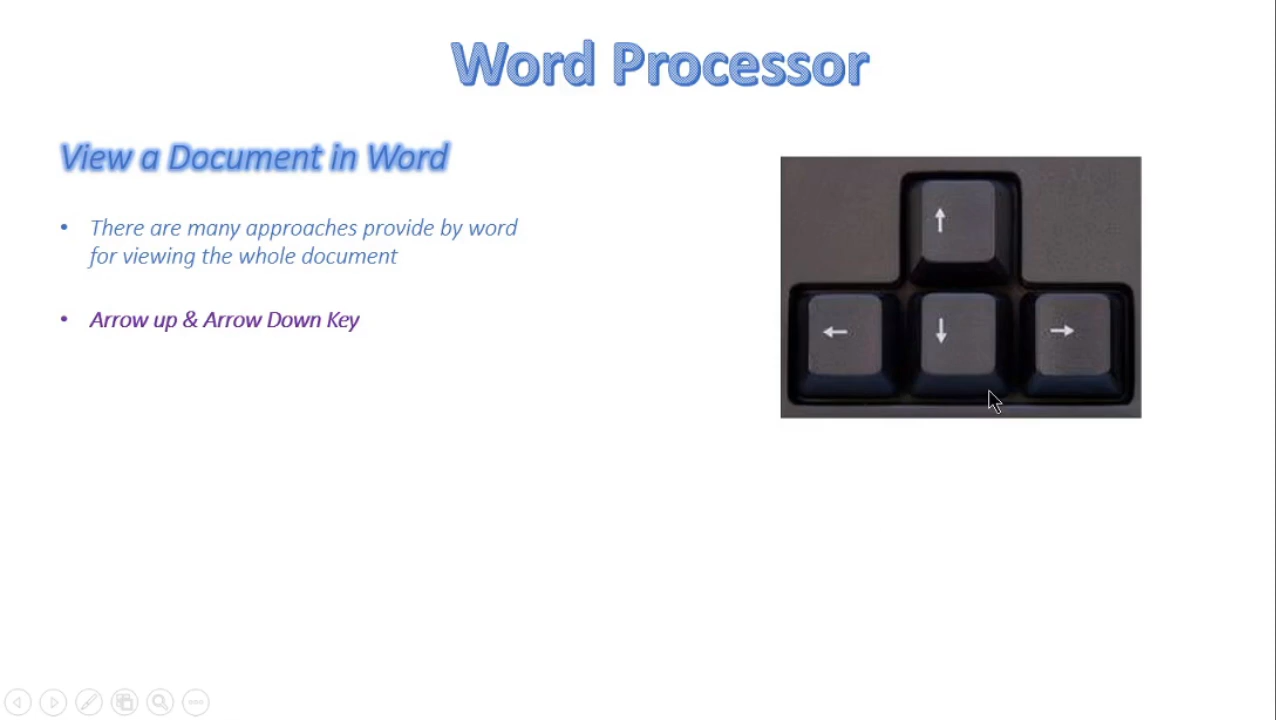 Word Processor
View a Document in Word
• There are many approaches provide by word
for viewing the whole document
• Arrow up & Arrow Down Key
↑
← ↓ →